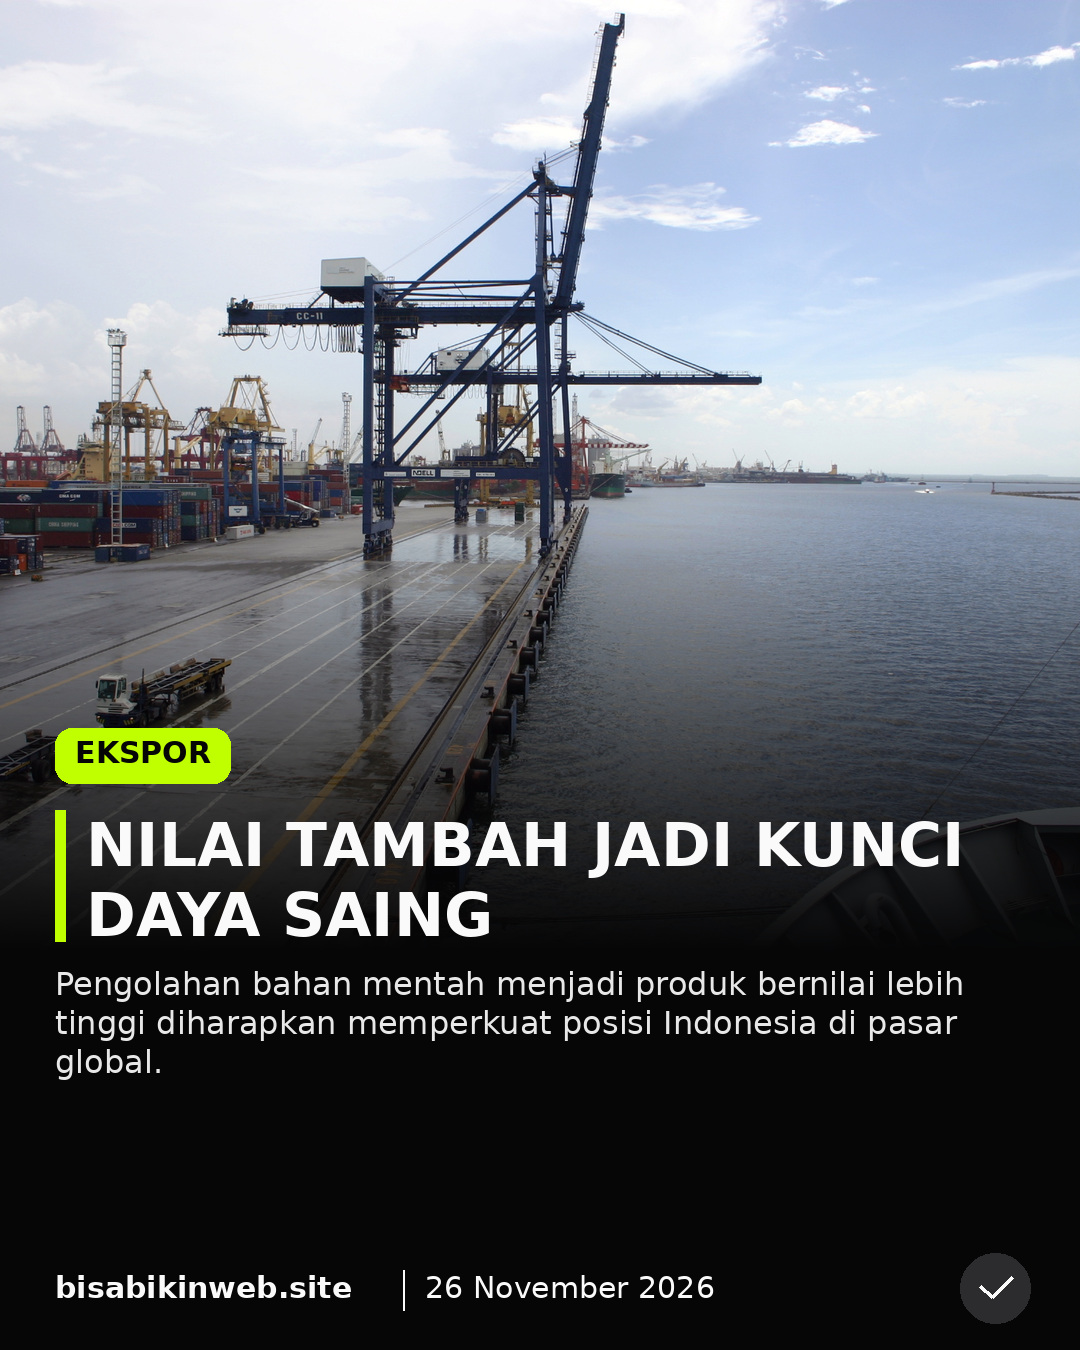 CC-11
NOELL
EKSPOR
NILAI TAMBAH JADI KUNCI
DAYA SAING
Pengolahan bahan mentah menjadi produk bernilai lebih
tinggi diharapkan memperkuat posisi Indonesia di pasar
global.
bisabikinweb.site
26 November 2026